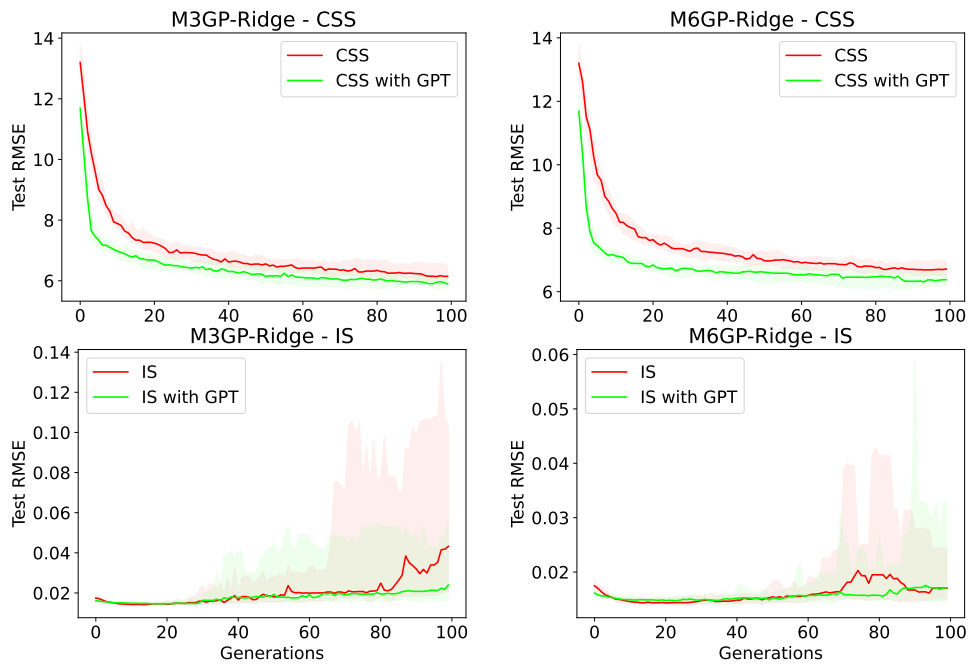 M3GP-Ridge - CSS
14
12
10
8
6
Test RMSE
CSS
CSS with GPT
0 20 40 60 80 100
M6GP-Ridge - CSS
14
12
10
8
6
Test RMSE
CSS
CSS with GPT
0 20 40 60 80 100
M3GP-Ridge - IS
0.14
0.12
0.10
0.08
0.06
0.04
0.02
Test RMSE
IS
IS with GPT
0 20 40 60 80 100
Generations
M6GP-Ridge - IS
0.06
0.05
0.04
0.03
0.02
Test RMSE
IS
IS with GPT
0 20 40 60 80 100
Generations